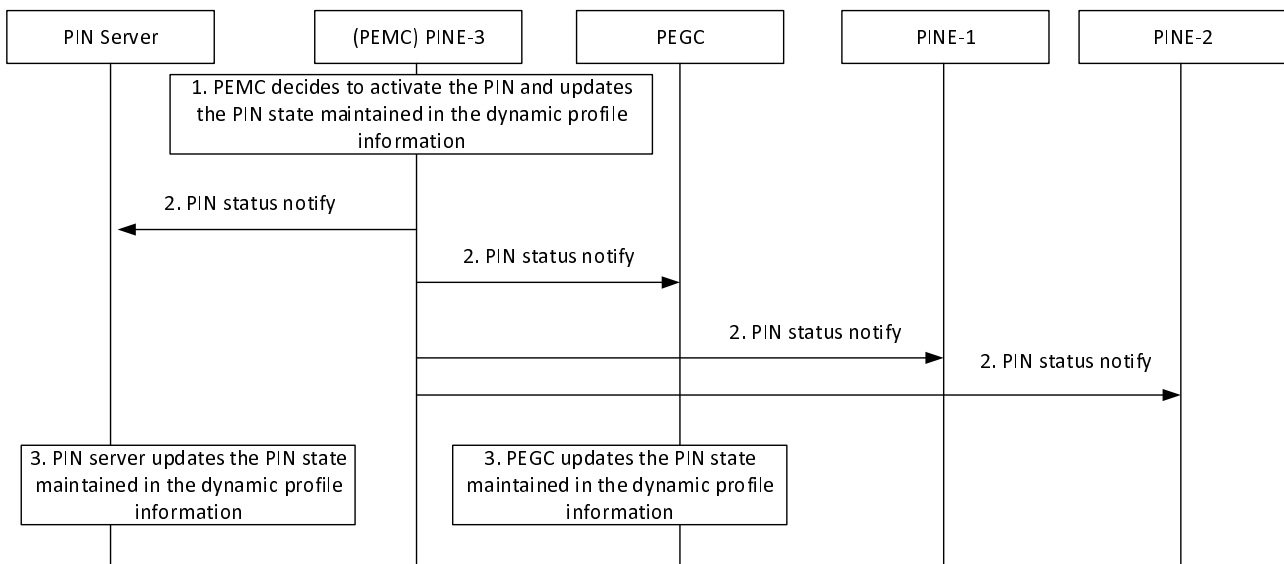 PIN Server
(PEMC) PINE-3
PEGC
PINE-1
PINE-2
1. PEMC decides to activate the PIN and updates
the PIN state maintained in the dynamic profile
information
2. PIN status notify
2. PIN status notify
2. PIN status notify
2. PIN status notify
3. PIN server updates the PIN state
maintained in the dynamic profile
information
3. PEGC updates the PIN state
maintained in the dynamic profile
information